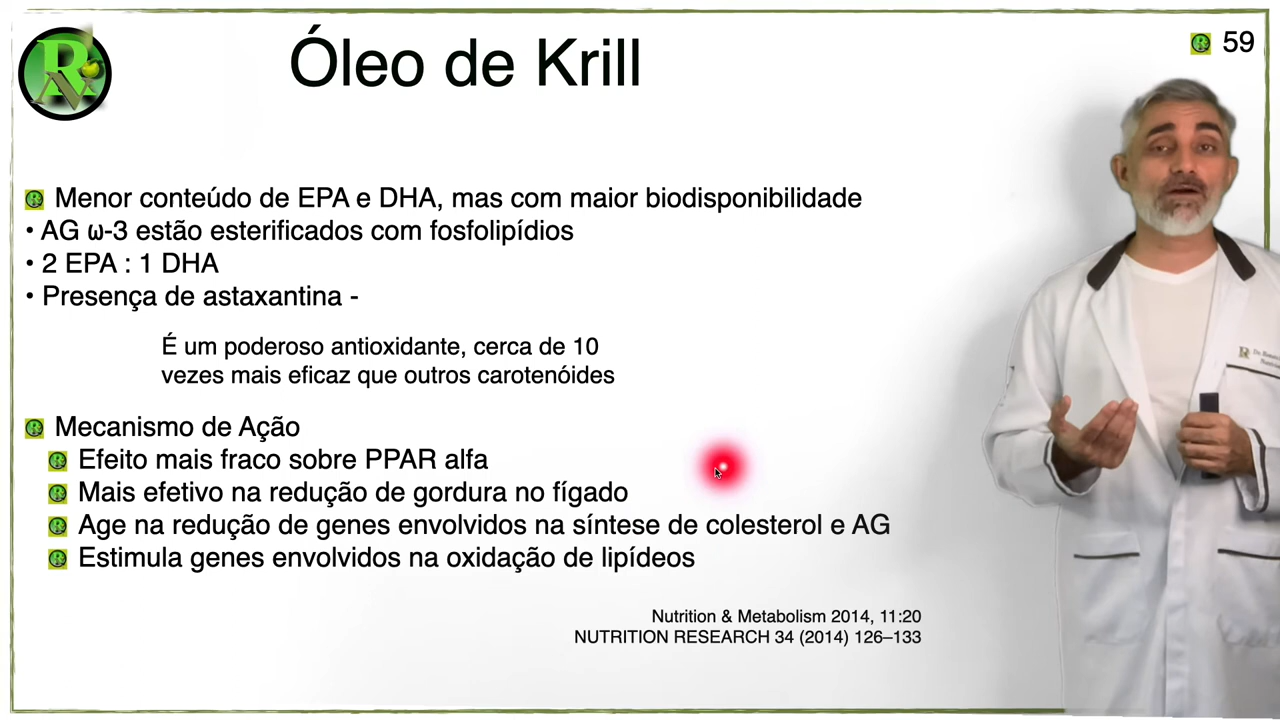 Óleo de Krill
59
Menor conteúdo de EPA e DHA, mas com maior biodisponibilidade
• AG ω-3 estão esterificados com fosfolipídios
• 2 EPA : 1 DHA
• Presença de astaxantina -
É um poderoso antioxidante, cerca de 10
vezes mais eficaz que outros carotenóides
Mecanismo de Ação
Efeito mais fraco sobre PPAR alfa
Mais efetivo na redução de gordura no fígado
Age na redução de genes envolvidos na síntese de colesterol e AG
Estimula genes envolvidos na oxidação de lipídeos
Nutrition & Metabolism 2014, 11:20
NUTRITION RESEARCH 34 (2014) 126–133